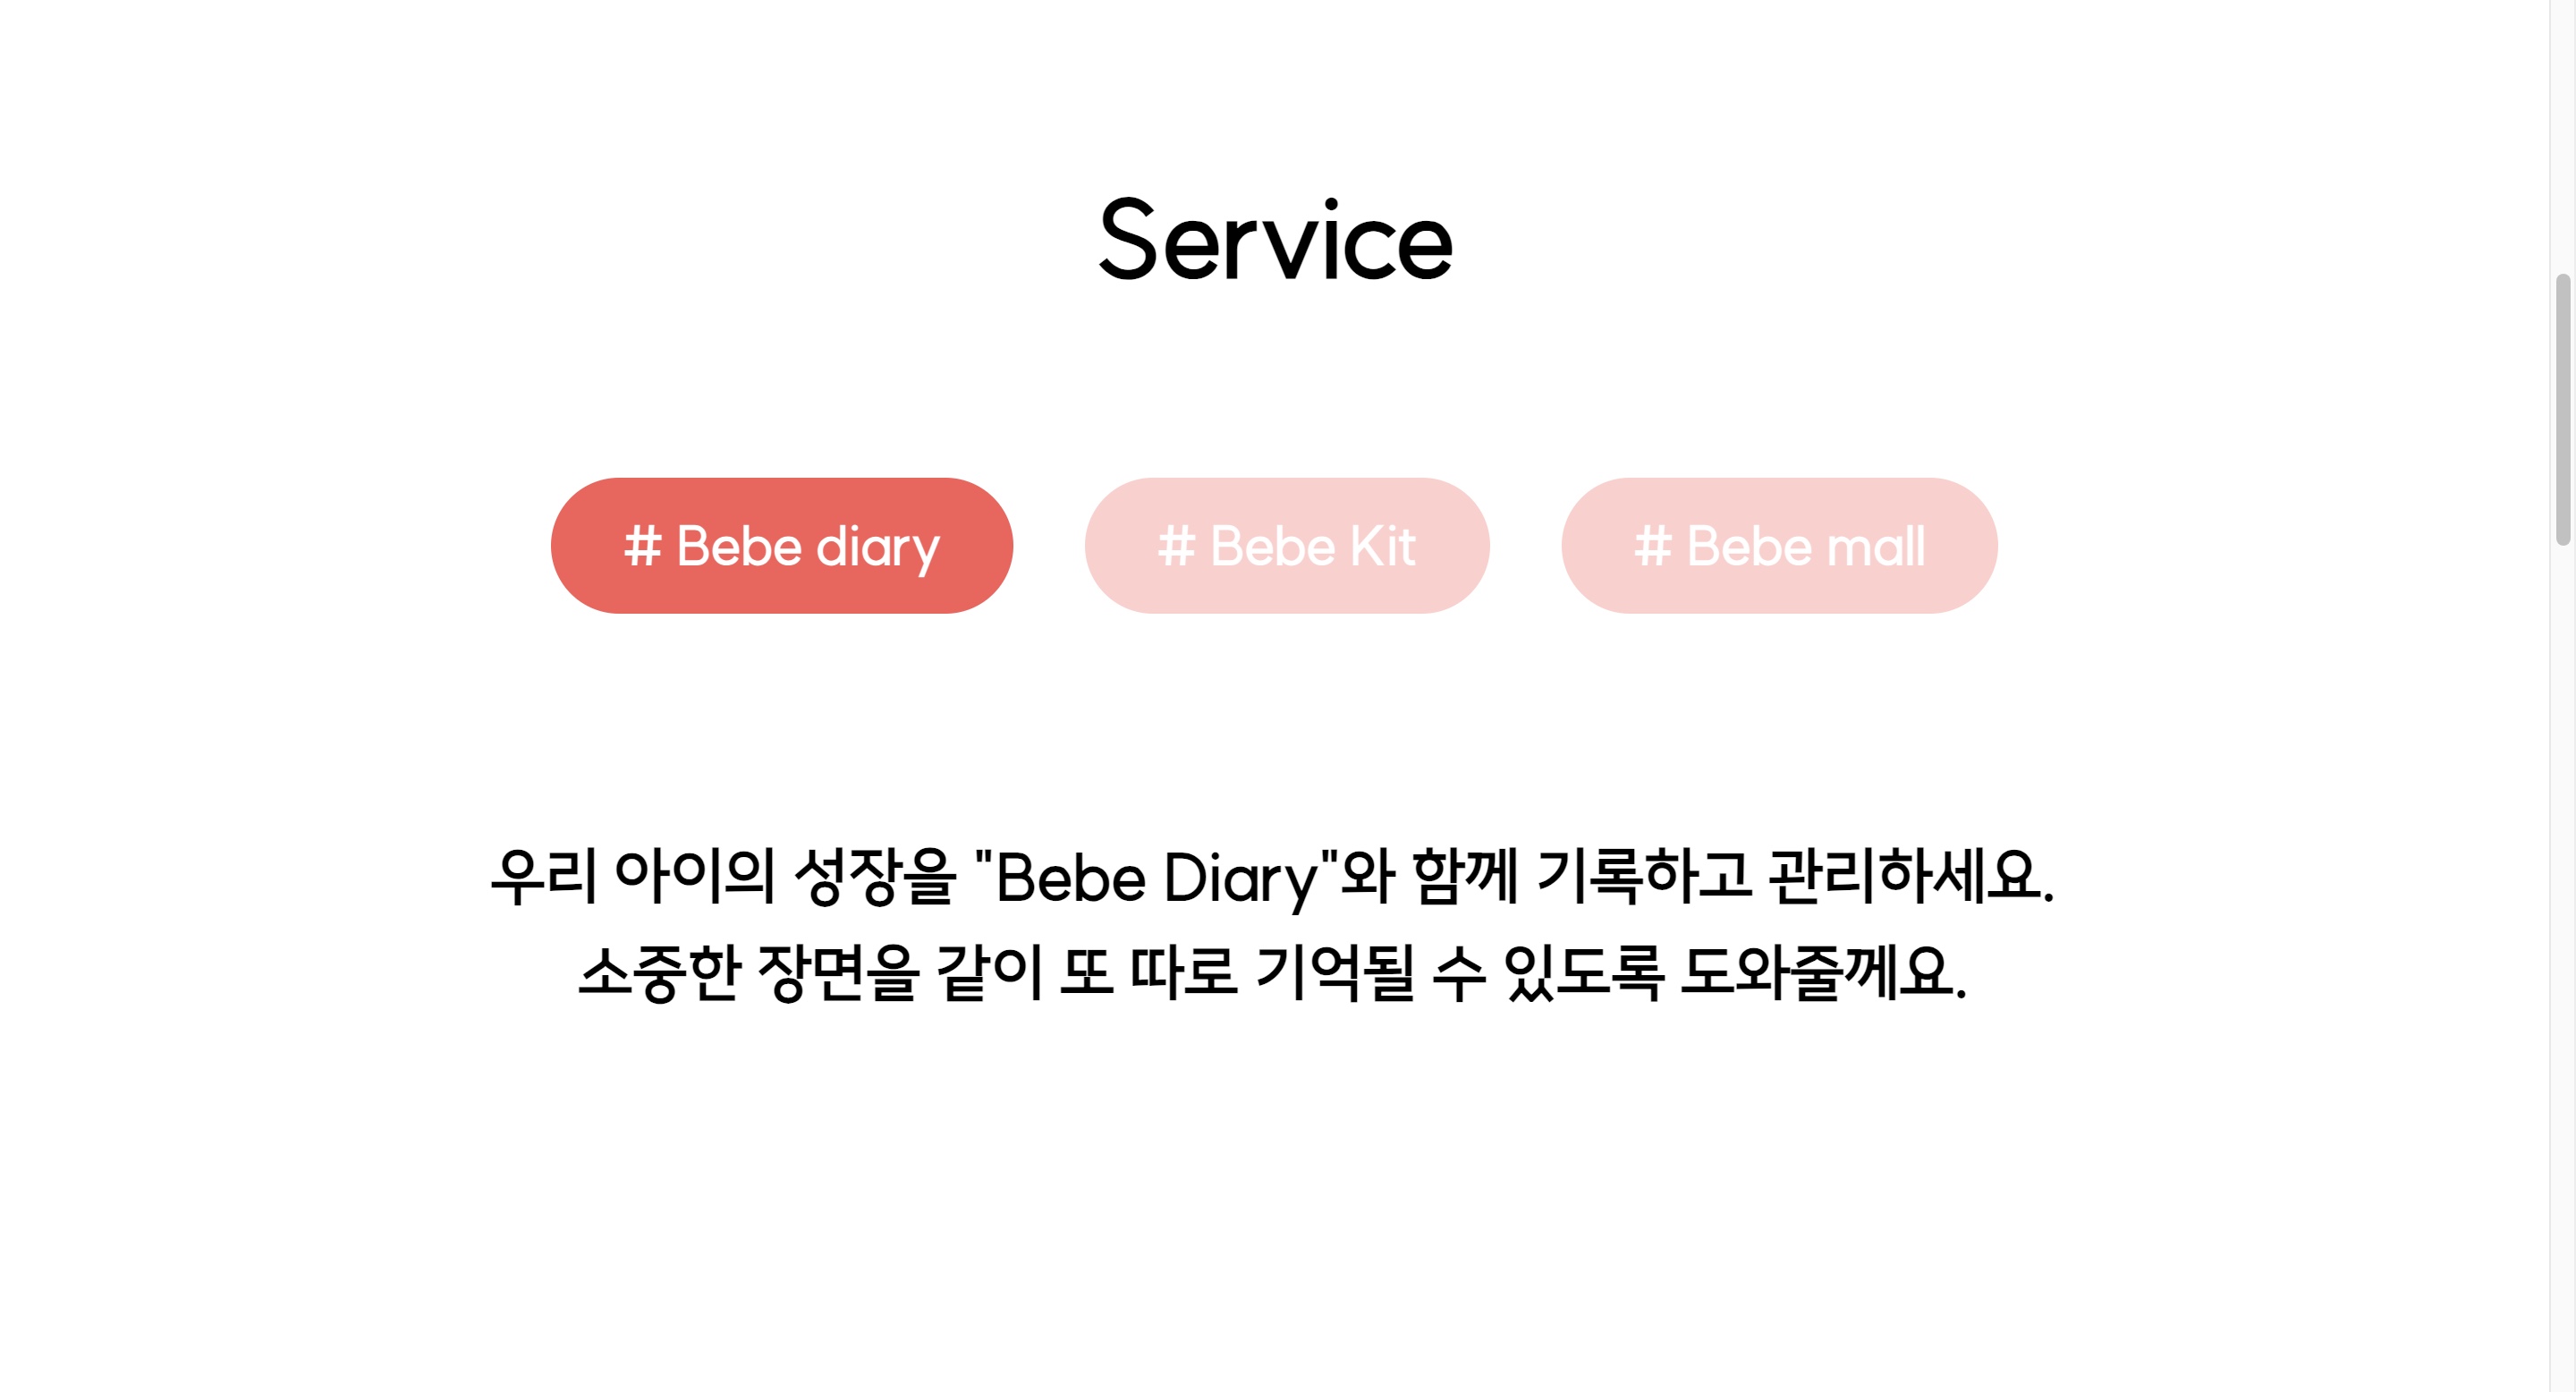 Service
# Bebe diary
# Bebe Kit
# Bebe mall
우리 아이의 성장을 "Bebe Diary"와 함께 기록하고 관리하세요.
소중한 장면을 같이 또 따로 기억될 수 있도록 도와줄께요.